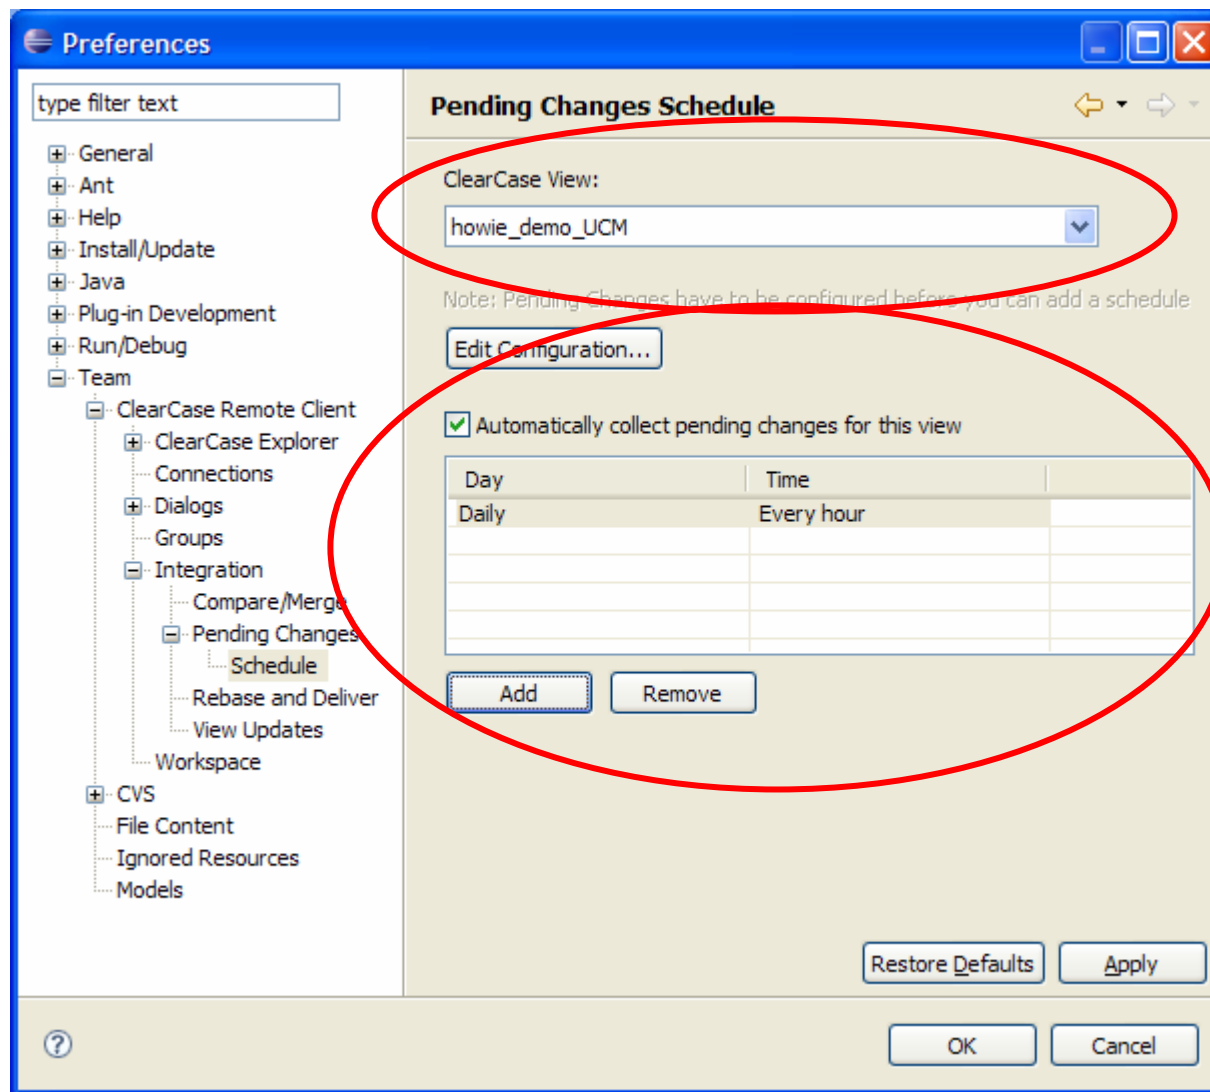 Preferences
type filter text
General
Ant
Help
Install/Update
Java
Plug-in Development
Run/Debug
Team
ClearCase Remote Client
ClearCase Explorer
Connections
Dialogs
Groups
Integration
Compare/Merge
Pending Changes
Schedule
Rebase and Deliver
View Updates
Workspace
CVS
File Content
Ignored Resources
Models
Pending Changes Schedule
ClearCase View:
howie_demo_UCM
Note: Pending Changes have to be configured before you can add a schedule
Edit Configuration...
Automatically collect pending changes for this view
Day Time
Daily Every hour
Add Remove
Restore Defaults Apply
OK Cancel